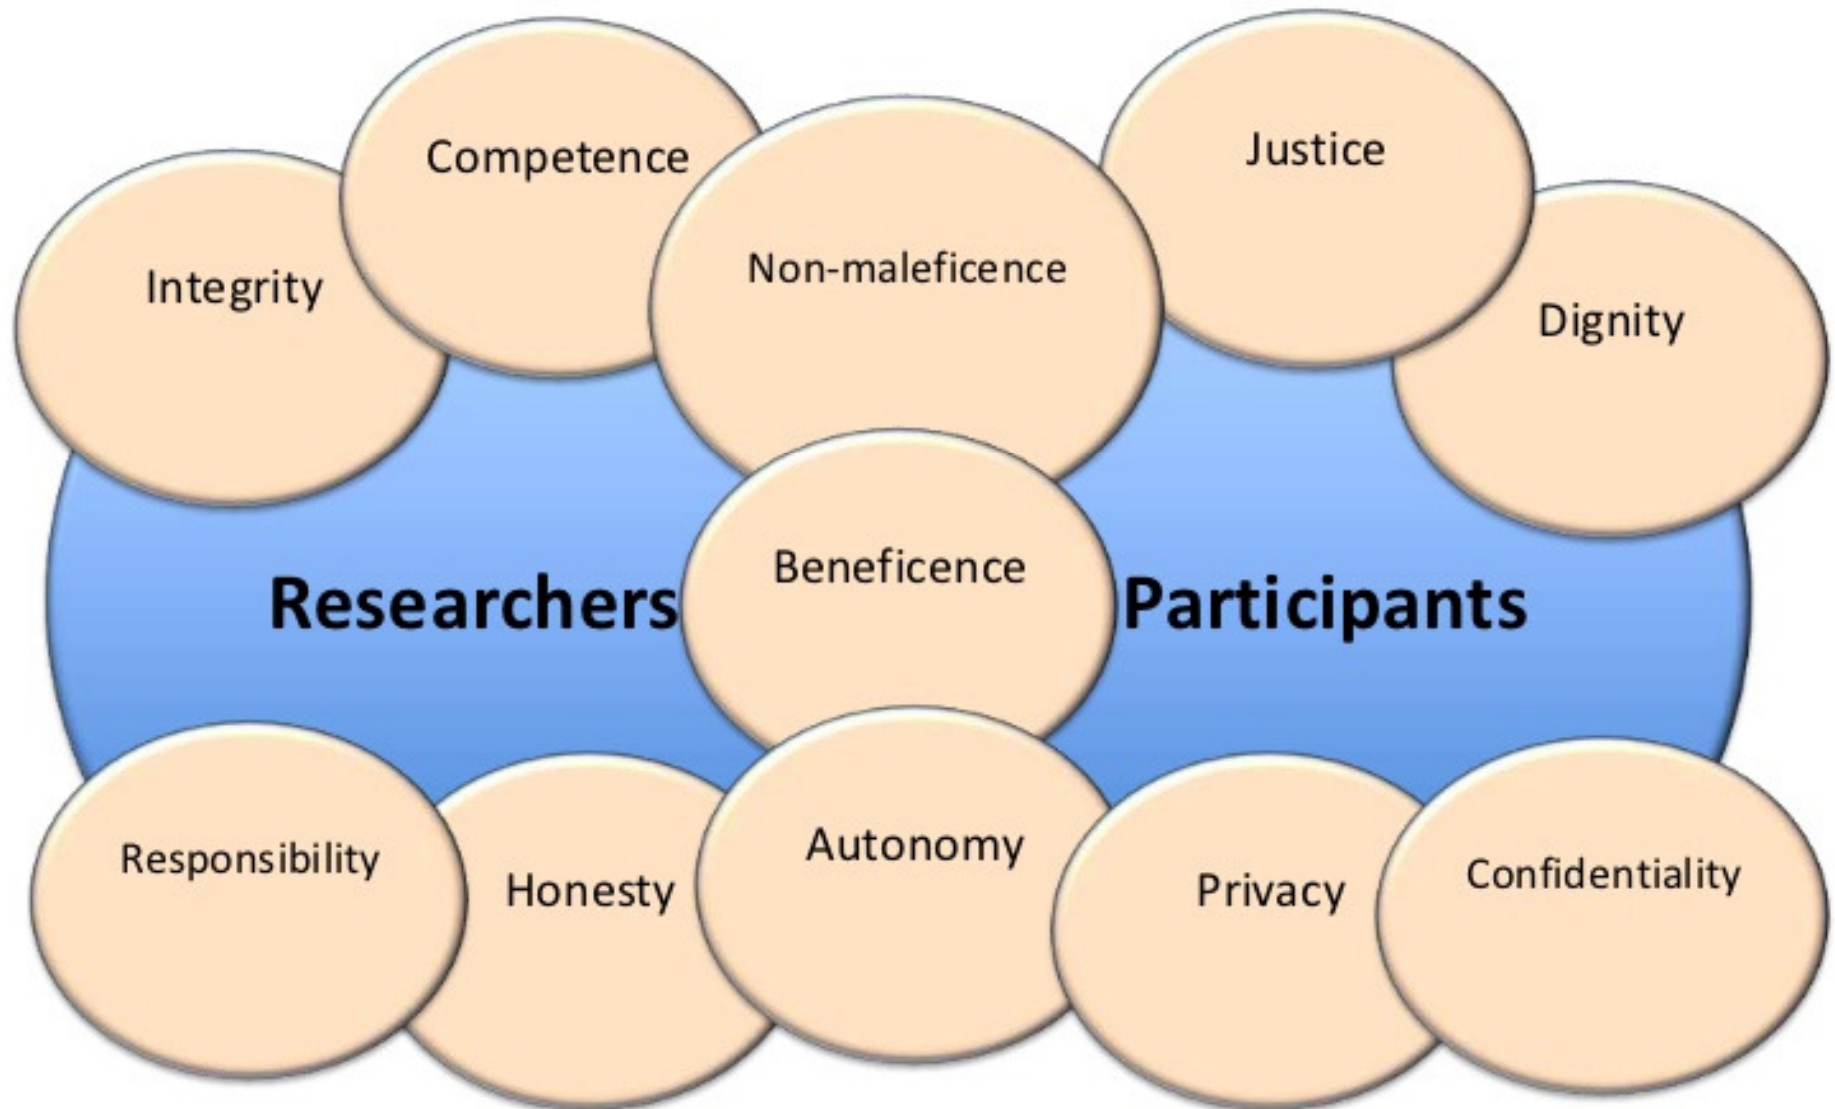 Competence
Justice
Integrity
Non-maleficence
Dignity
Researchers
Beneficence
Participants
Responsibility
Honesty
Autonomy
Privacy
Confidentiality